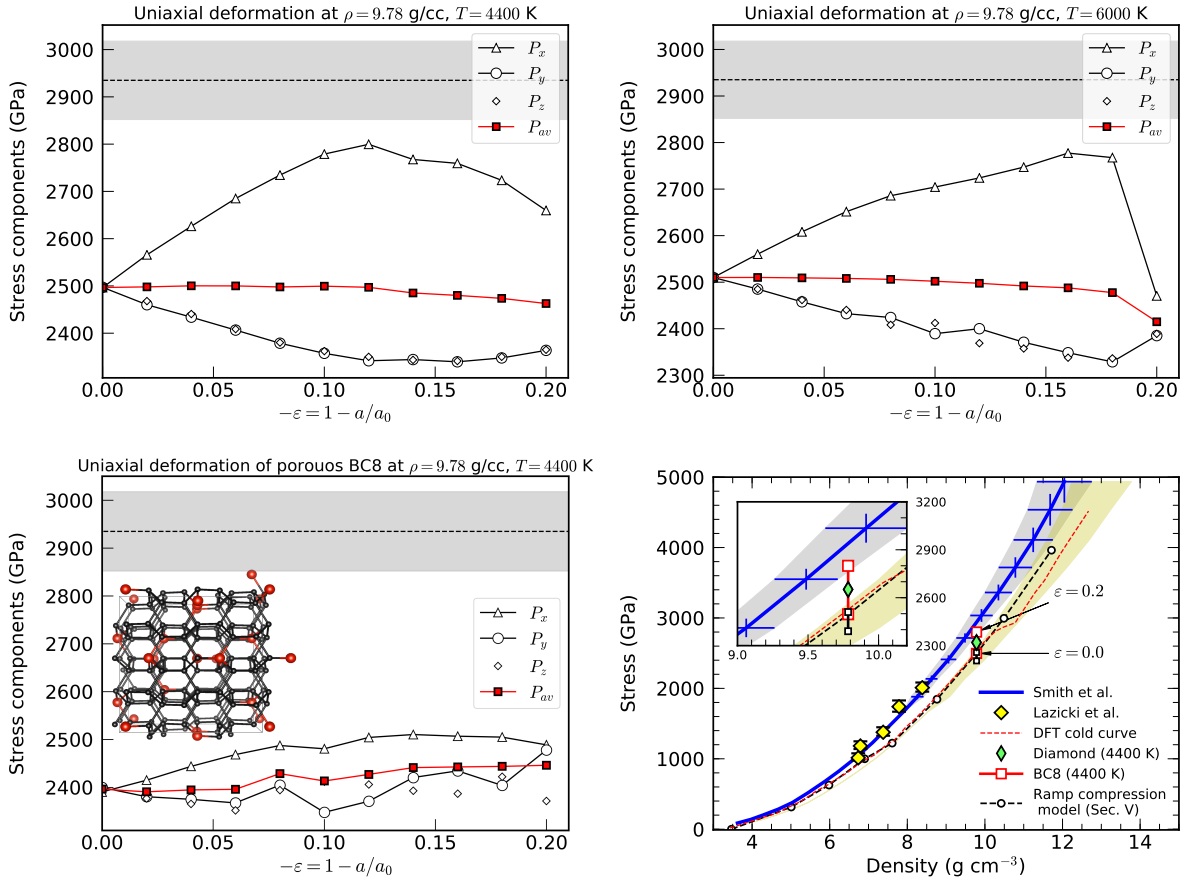 Uniaxial deformation at ρ = 9.78 g/cc, T = 4400 K
Stress components (GPa)
3000
2900
2800
2700
2600
2500
2400
0.00 0.05 0.10 0.15 0.20
−ε = 1 − a/a₀
Pₓ
P_y
P_z
P_av
Uniaxial deformation at ρ = 9.78 g/cc, T = 6000 K
Stress components (GPa)
3000
2900
2800
2700
2600
2500
2400
2300
0.00 0.05 0.10 0.15 0.20
−ε = 1 − a/a₀
Pₓ
P_y
P_z
P_av
Uniaxial deformation of porouos BC8 at ρ = 9.78 g/cc, T = 4400 K
Stress components (GPa)
3000
2900
2800
2700
2600
2500
2400
0.00 0.05 0.10 0.15 0.20
−ε = 1 − a/a₀
Pₓ
P_y
P_z
P_av
Stress (GPa)
5000
4000
3000
2000
1000
0
4 6 8 10 12 14
Density (g cm⁻³)
3200
2900
2600
2300
9.0 9.5 10.0
ε = 0.2
ε = 0.0
Smith et al.
Lazicki et al.
DFT cold curve
Diamond (4400 K)
BC8 (4400 K)
Ramp compression
model (Sec. V)